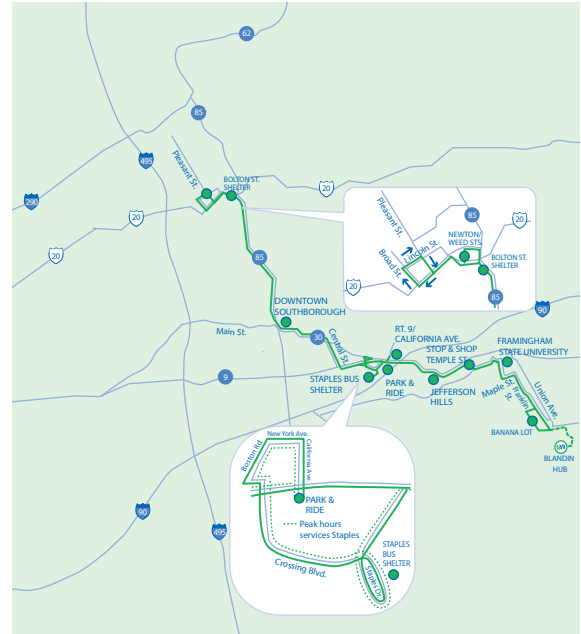 62
85
495
Pleasant St.
BOLTON ST.
SHELTER
290
20
20
20
85
Pleasant St.
85
20
NEWTON/
WEED STS.
Lincoln St.
Broad St.
BOLTON ST.
SHELTER
20
85
90
DOWNTOWN
SOUTHBOROUGH
Main St.
30
Central St.
RT. 9/
CALIFORNIA AVE.
STOP & SHOP
TEMPLE ST.
FRAMINGHAM
STATE UNIVERSITY
9
STAPLES BUS
SHELTER
PARK &
RIDE
JEFFERSON
HILLS
Maple St.
Franklin
St.
Union Ave.
BANANA LOT
BLANDIN
HUB
New York Ave.
Boston Rd.
California Ave.
PARK &
RIDE
Peak hours
services Staples
90
495
STAPLES
BUS
SHELTER
Crossing Blvd.
Staples Dr.